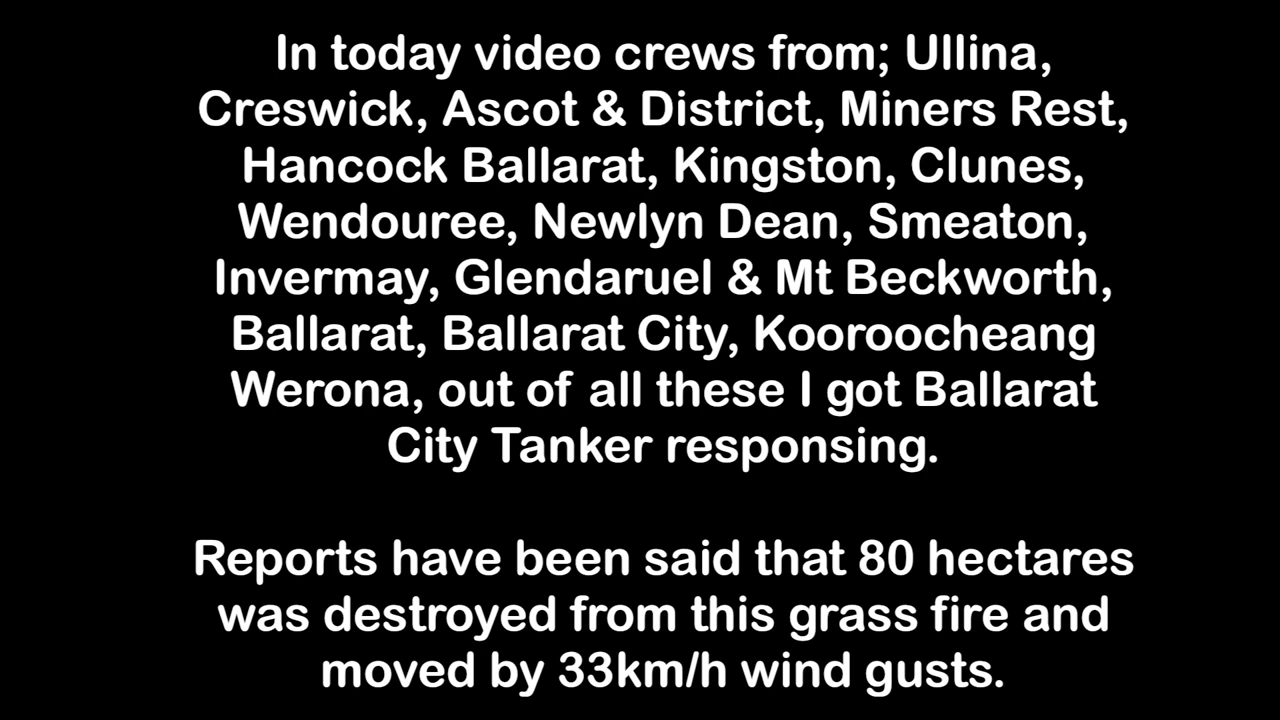 In today video crews from; Ullina,
Creswick, Ascot & District, Miners Rest,
Hancock Ballarat, Kingston, Clunes,
Wendouree, Newlyn Dean, Smeaton,
Invermay, Glendaruel & Mt Beckworth,
Ballarat, Ballarat City, Kooroocheang
Werona, out of all these I got Ballarat
City Tanker responsing.
Reports have been said that 80 hectares
was destroyed from this grass fire and
moved by 33km/h wind gusts.